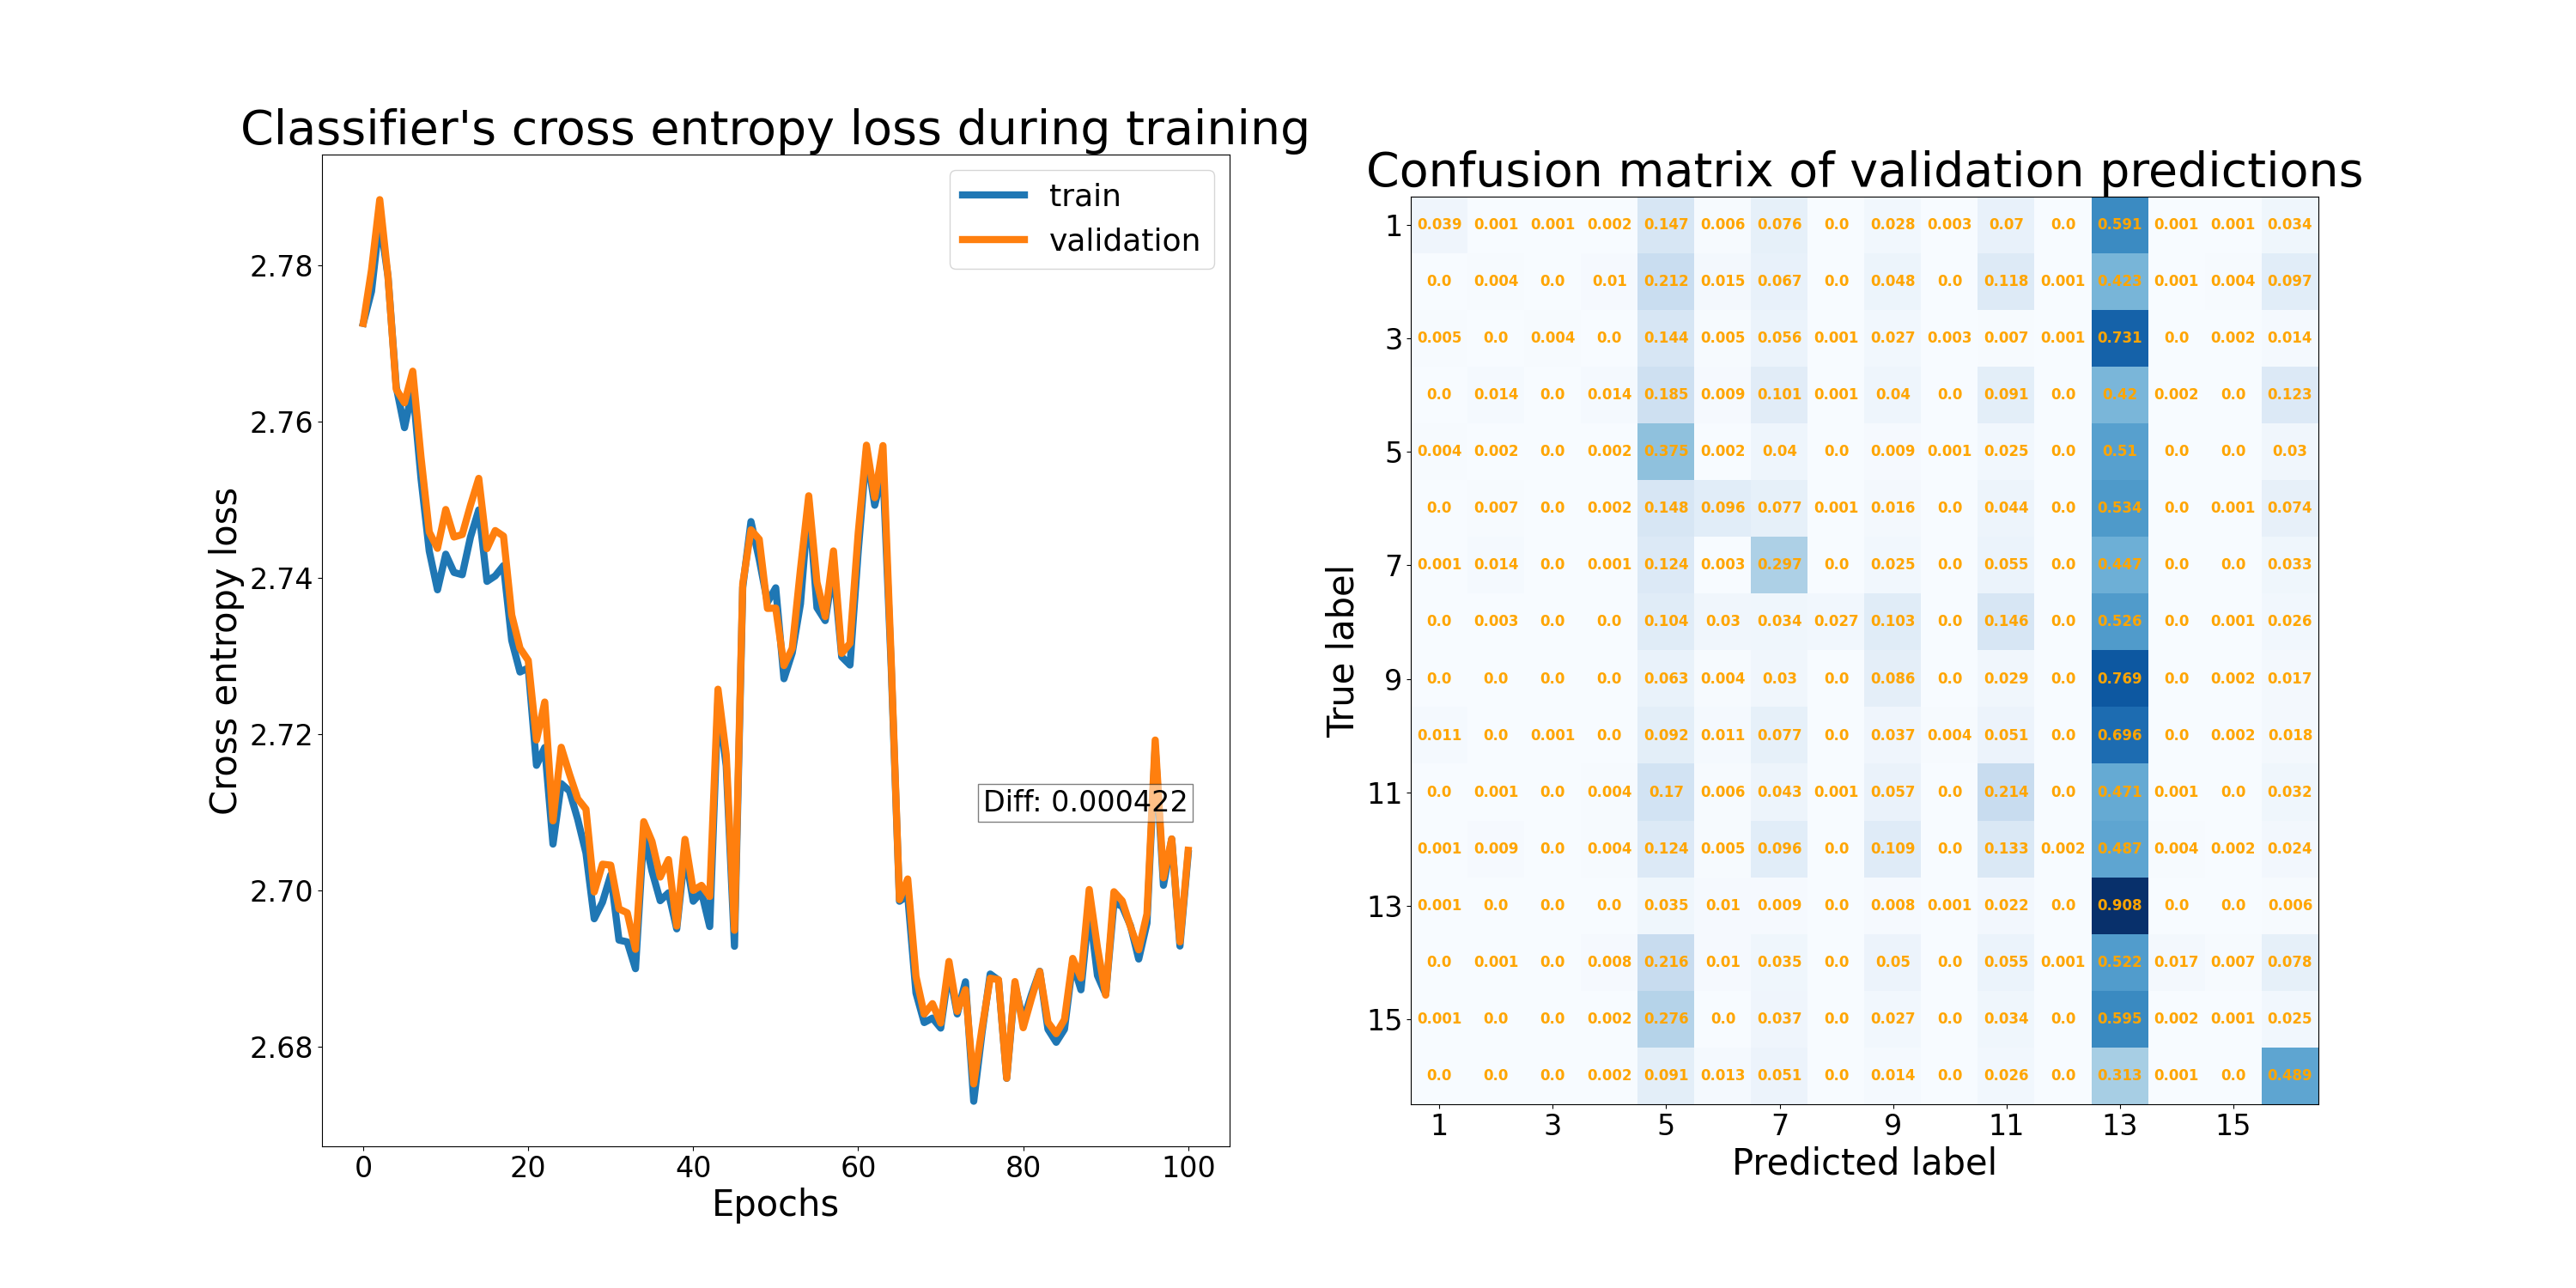 Classifier's cross entropy loss during training
train
validation
2.78
2.76
2.74
2.72
2.70
2.68
Cross entropy loss
Diff: 0.000422
0 20 40 60 80 100
Epochs
Confusion matrix of validation predictions
True label
1 0.039 0.001 0.001 0.002 0.147 0.006 0.076 0.0 0.028 0.003 0.07 0.0 0.591 0.001 0.001 0.034
0.0 0.004 0.0 0.01 0.212 0.015 0.067 0.0 0.048 0.0 0.118 0.001 0.423 0.001 0.004 0.097
3 0.005 0.0 0.004 0.0 0.144 0.005 0.056 0.001 0.027 0.003 0.007 0.001 0.731 0.0 0.002 0.014
0.0 0.014 0.0 0.014 0.185 0.009 0.101 0.001 0.04 0.0 0.091 0.0 0.42 0.002 0.0 0.123
5 0.004 0.002 0.0 0.002 0.375 0.002 0.04 0.0 0.009 0.001 0.025 0.0 0.51 0.0 0.0 0.03
0.0 0.007 0.0 0.002 0.148 0.096 0.077 0.001 0.016 0.0 0.044 0.0 0.534 0.0 0.001 0.074
7 0.001 0.014 0.0 0.001 0.124 0.003 0.297 0.0 0.025 0.0 0.055 0.0 0.447 0.0 0.0 0.033
0.0 0.003 0.0 0.0 0.104 0.03 0.034 0.027 0.103 0.0 0.146 0.0 0.526 0.0 0.001 0.026
9 0.0 0.0 0.0 0.0 0.063 0.004 0.03 0.0 0.086 0.0 0.029 0.0 0.769 0.0 0.002 0.017
0.011 0.0 0.001 0.0 0.092 0.011 0.077 0.0 0.037 0.004 0.051 0.0 0.696 0.0 0.002 0.018
11 0.0 0.001 0.0 0.004 0.17 0.006 0.043 0.001 0.057 0.0 0.214 0.0 0.471 0.001 0.0 0.032
0.001 0.009 0.0 0.004 0.124 0.005 0.096 0.0 0.109 0.0 0.133 0.002 0.487 0.004 0.002 0.024
13 0.001 0.0 0.0 0.0 0.035 0.01 0.009 0.0 0.008 0.001 0.022 0.0 0.908 0.0 0.0 0.006
0.0 0.001 0.0 0.008 0.216 0.01 0.035 0.0 0.05 0.0 0.055 0.001 0.522 0.017 0.007 0.078
15 0.001 0.0 0.0 0.002 0.276 0.0 0.037 0.0 0.027 0.0 0.034 0.0 0.595 0.002 0.001 0.025
0.0 0.0 0.0 0.002 0.091 0.013 0.051 0.0 0.014 0.0 0.026 0.0 0.313 0.001 0.0 0.489
1 3 5 7 9 11 13 15
Predicted label